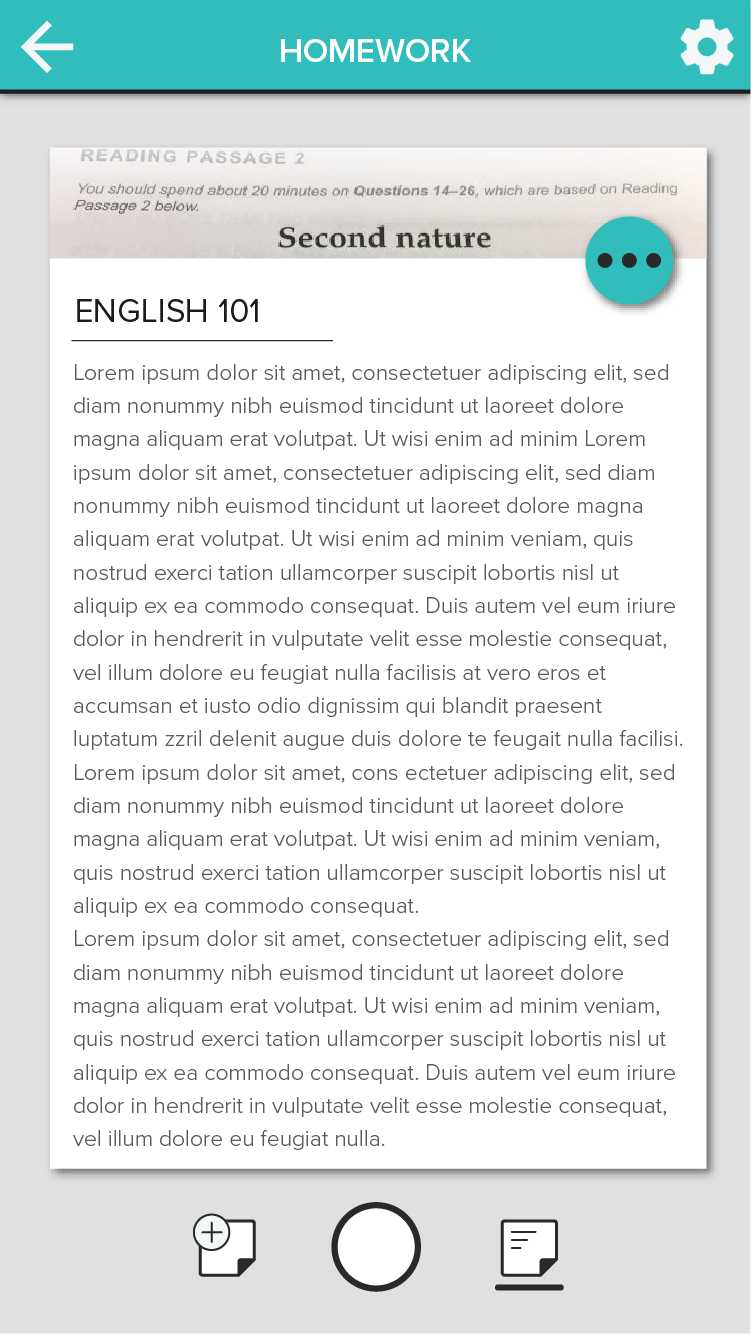 HOMEWORK
READING PASSAGE 2
You should spend about 20 minutes on Questions 14–26, which are based on Reading
Passage 2 below.
Second nature
ENGLISH 101
Lorem ipsum dolor sit amet, consectetuer adipiscing elit, sed
diam nonummy nibh euismod tincidunt ut laoreet dolore
magna aliquam erat volutpat. Ut wisi enim ad minim Lorem
ipsum dolor sit amet, consectetuer adipiscing elit, sed diam
nonummy nibh euismod tincidunt ut laoreet dolore magna
aliquam erat volutpat. Ut wisi enim ad minim veniam, quis
nostrud exerci tation ullamcorper suscipit lobortis nisl ut
aliquip ex ea commodo consequat. Duis autem vel eum iriure
dolor in hendrerit in vulputate velit esse molestie consequat,
vel illum dolore eu feugiat nulla facilisis at vero eros et
accumsan et iusto odio dignissim qui blandit praesent
luptatum zzril delenit augue duis dolore te feugait nulla facilisi.
Lorem ipsum dolor sit amet, cons ectetuer adipiscing elit, sed
diam nonummy nibh euismod tincidunt ut laoreet dolore
magna aliquam erat volutpat. Ut wisi enim ad minim veniam,
quis nostrud exerci tation ullamcorper suscipit lobortis nisl ut
aliquip ex ea commodo consequat.
Lorem ipsum dolor sit amet, consectetuer adipiscing elit, sed
diam nonummy nibh euismod tincidunt ut laoreet dolore
magna aliquam erat volutpat. Ut wisi enim ad minim veniam,
quis nostrud exerci tation ullamcorper suscipit lobortis nisl ut
aliquip ex ea commodo consequat. Duis autem vel eum iriure
dolor in hendrerit in vulputate velit esse molestie consequat,
vel illum dolore eu feugiat nulla.